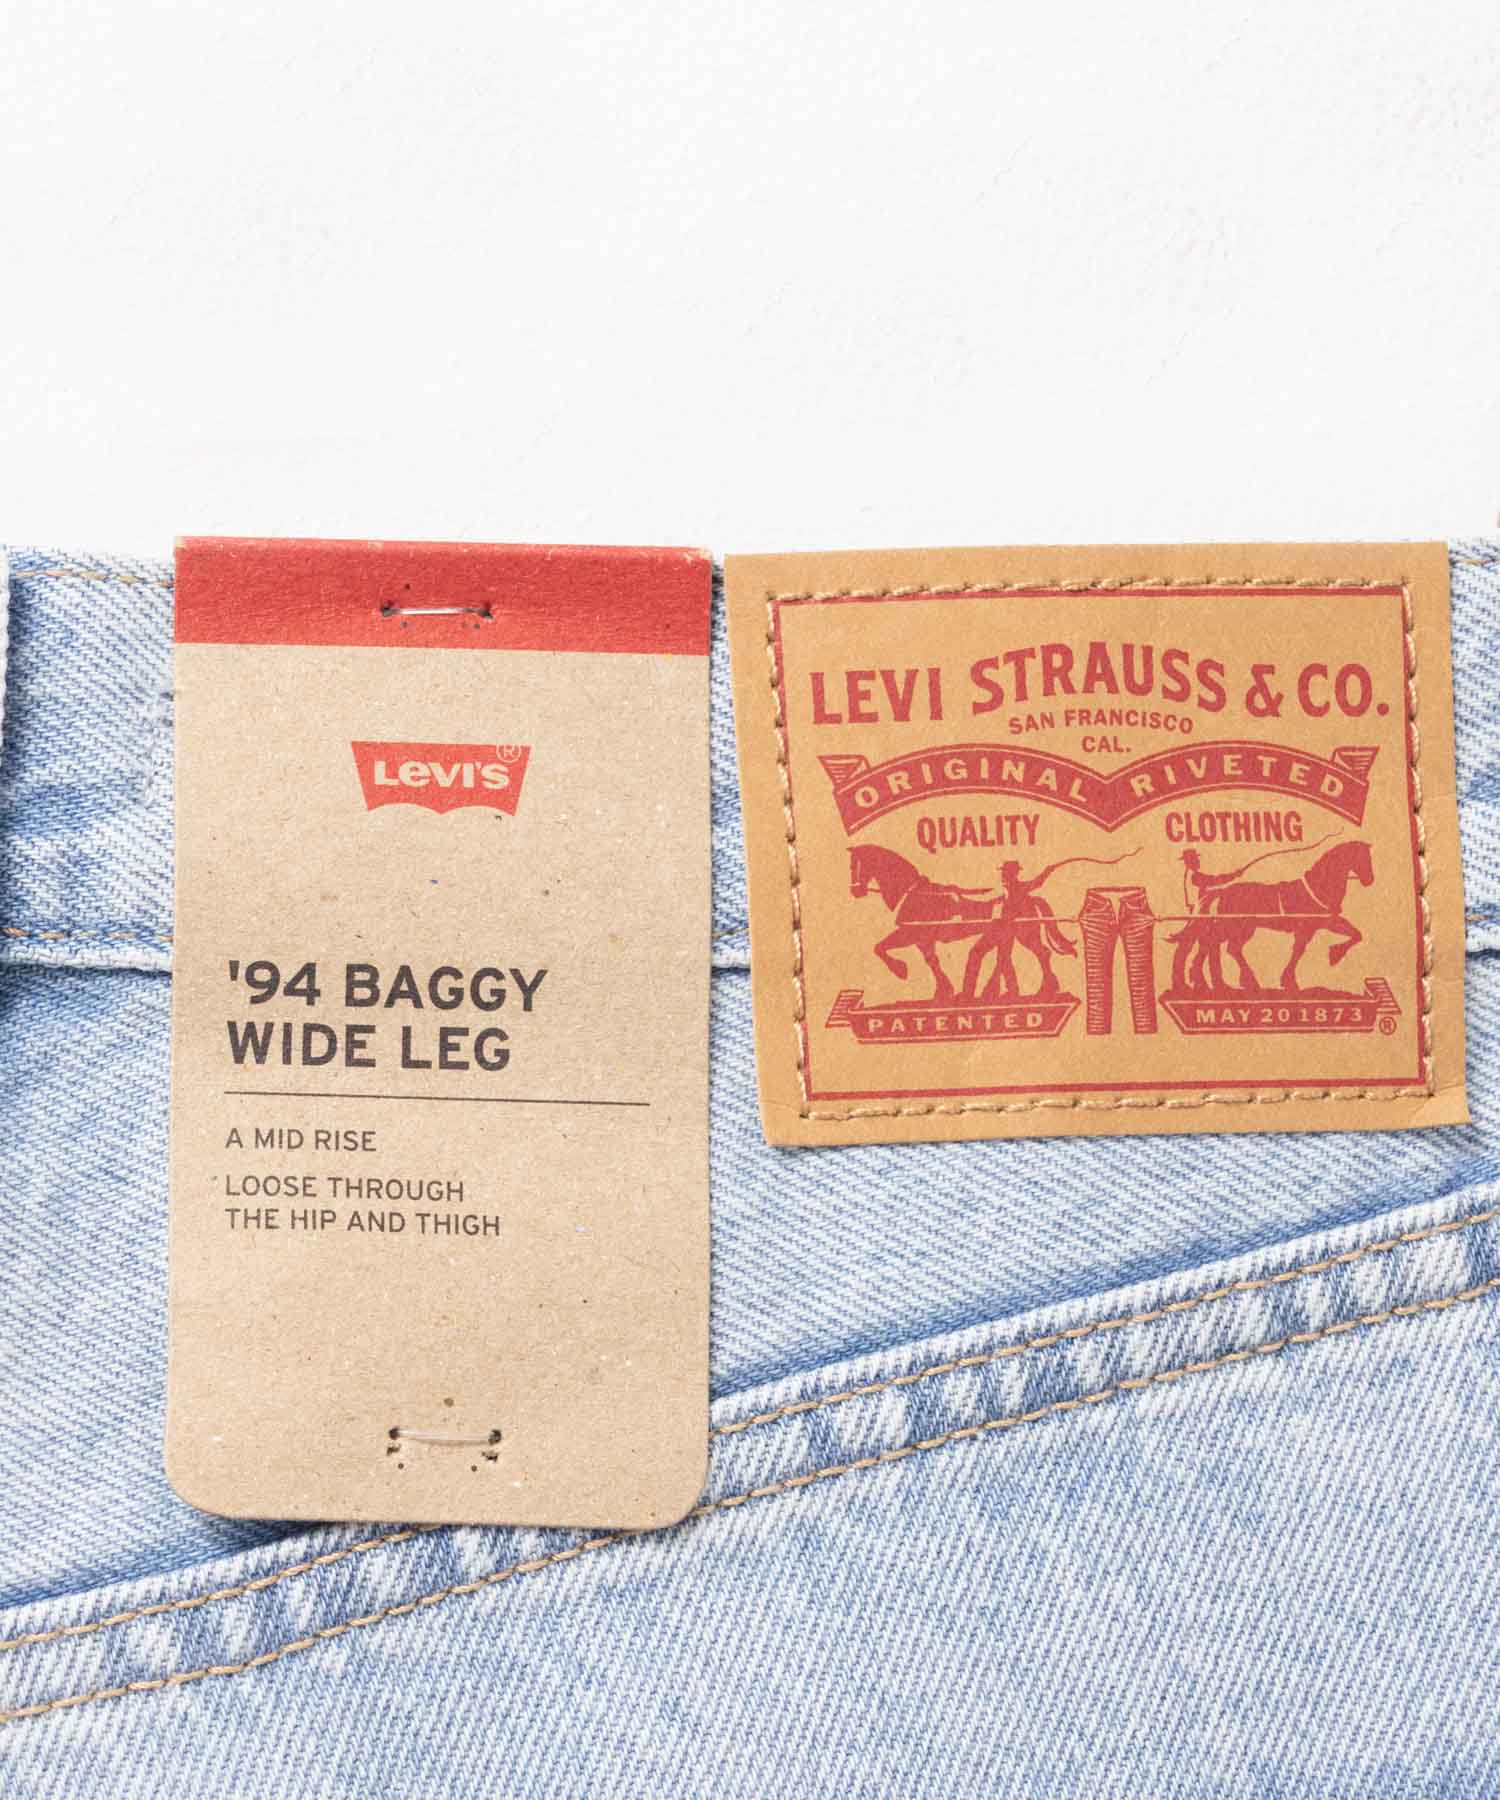 LEVI'S®
'94 BAGGY
WIDE LEG
A MID RISE
LOOSE THROUGH
THE HIP AND THIGH
LEVI STRAUSS & CO.
SAN FRANCISCO
CAL.
ORIGINAL RIVETED
QUALITY CLOTHING
PATENTED MAY 20 1873 ®